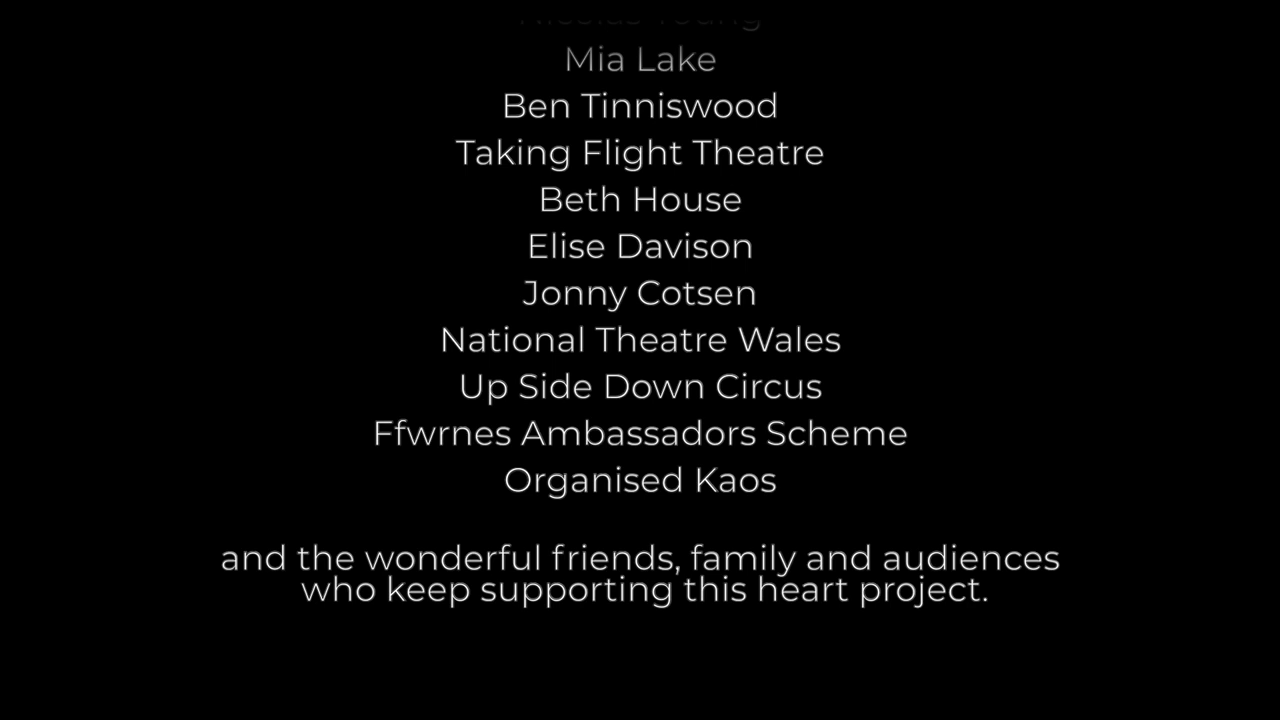 Nicolas Young
Mia Lake
Ben Tinniswood
Taking Flight Theatre
Beth House
Elise Davison
Jonny Cotsen
National Theatre Wales
Up Side Down Circus
Ffwrnes Ambassadors Scheme
Organised Kaos
and the wonderful friends, family and audiences
who keep supporting this heart project.